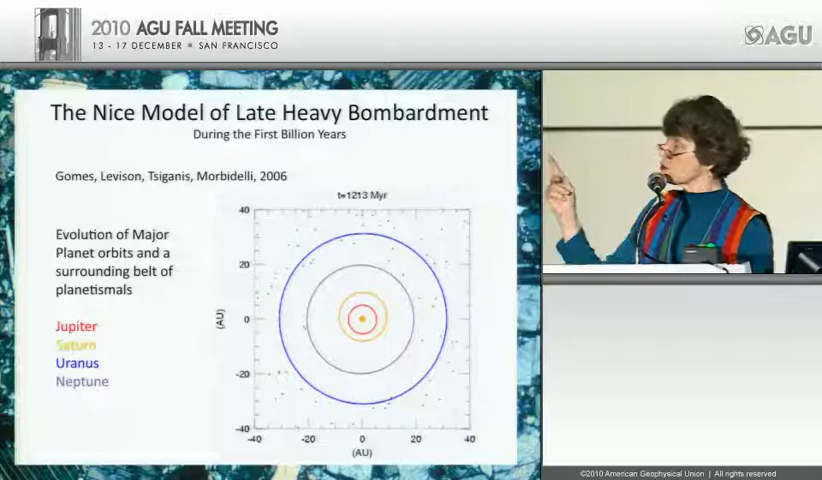 2010 AGU FALL MEETING
13 - 17 DECEMBER • SAN FRANCISCO
AGU
The Nice Model of Late Heavy Bombardment
During the First Billion Years
Gomes, Levison, Tsiganis, Morbidelli, 2006
t=1213 Myr
Evolution of Major
Planet orbits and a
surrounding belt of
planetismals
Jupiter
Saturn
Uranus
Neptune
40
20
0
-20
-40
(AU)
-40
-20
0
20
40
(AU)
©2010 American Geophysical Union | All rights reserved